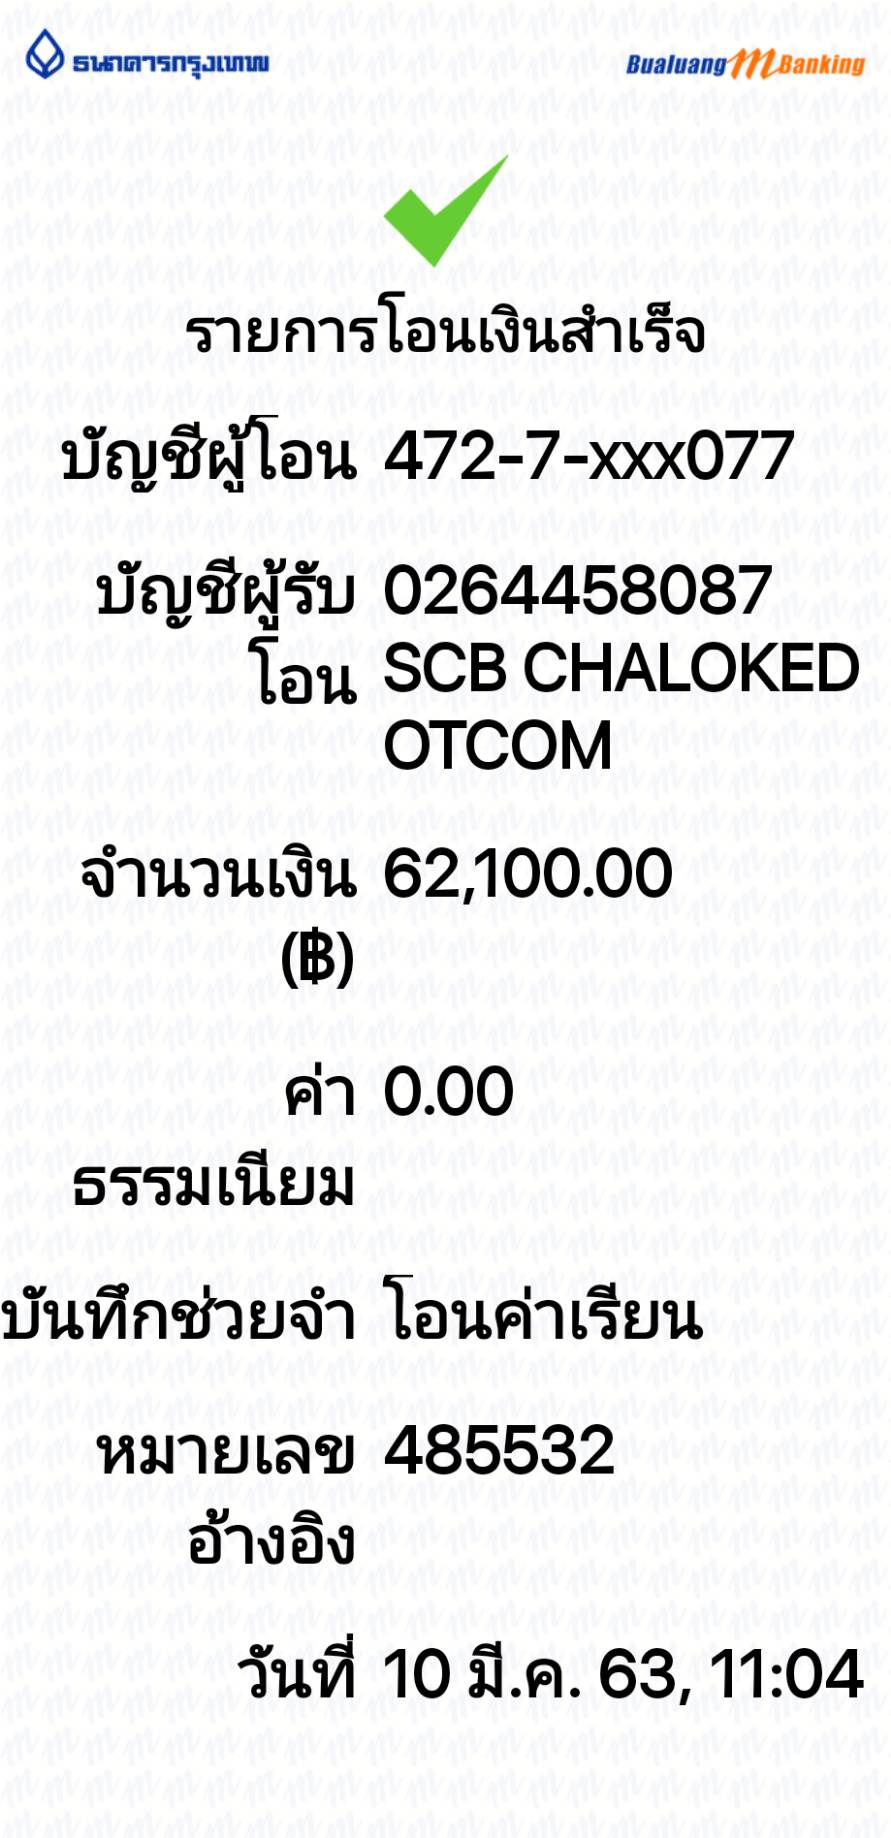 ธนาคารกรุงเทพ
Bualuang mBanking
รายการโอนเงินสำเร็จ
บัญชีผู้โอน 472-7-xxx077
บัญชีผู้รับ 0264458087
โอน SCB CHALOKED
OTCOM
จำนวนเงิน 62,100.00
(฿)
ค่า 0.00
ธรรมเนียม
บันทึกช่วยจำ โอนค่าเรียน
หมายเลข 485532
อ้างอิง
วันที่ 10 มี.ค. 63, 11:04